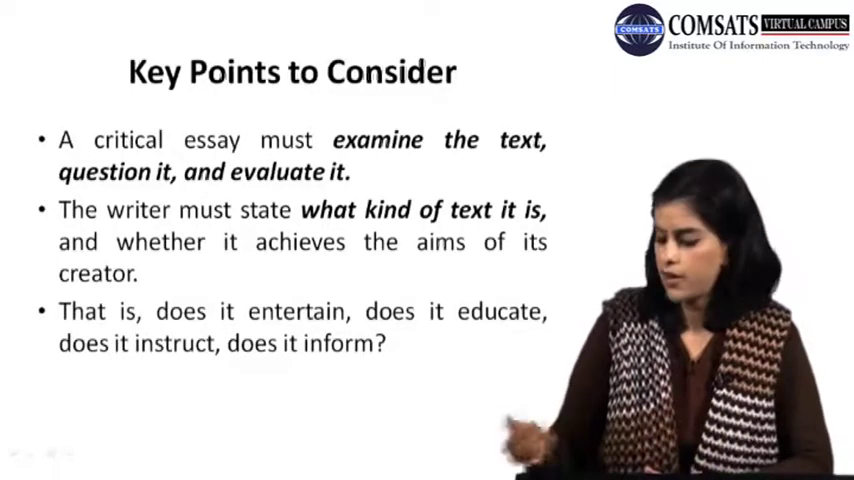 COMSATS VIRTUAL CAMPUS
COMSATS
Institute Of Information Technology
Key Points to Consider
• A critical essay must examine the text,
question it, and evaluate it.
• The writer must state what kind of text it is,
and whether it achieves the aims of its
creator.
• That is, does it entertain, does it educate,
does it instruct, does it inform?